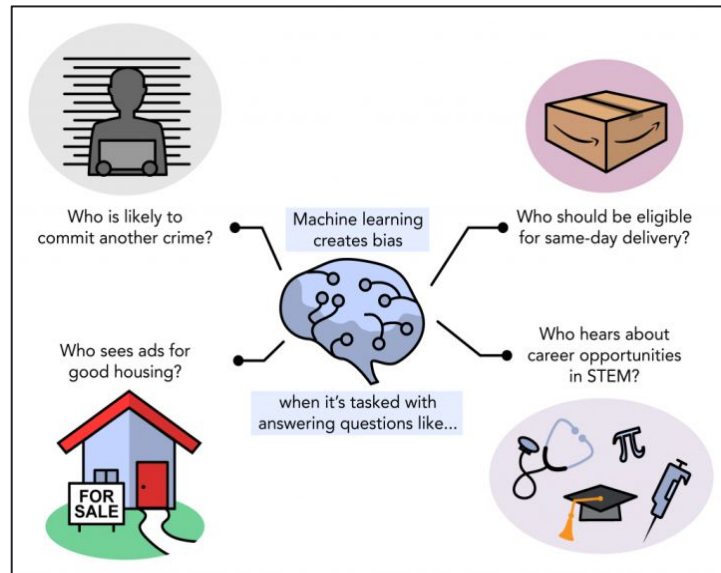 Machine learning
creates bias
when it's tasked with
answering questions like...
Who is likely to
commit another crime?
Who should be eligible
for same-day delivery?
Who sees ads for
good housing?
FOR
SALE
Who hears about
career opportunities
in STEM?
π